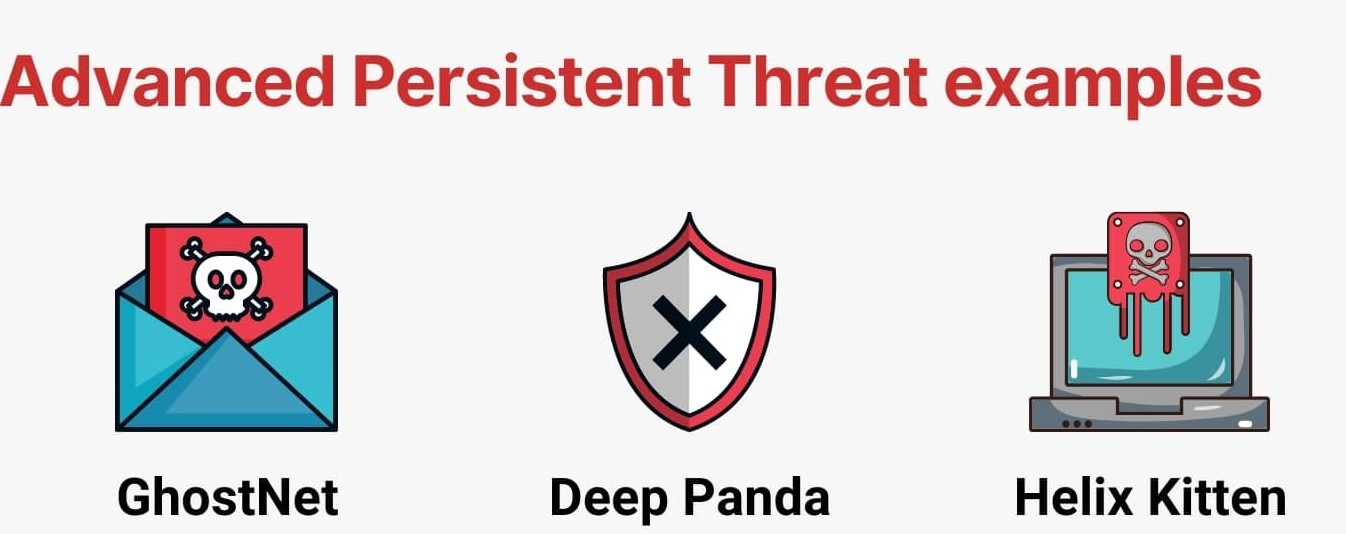 Advanced Persistent Threat examples
GhostNet
Deep Panda
Helix Kitten